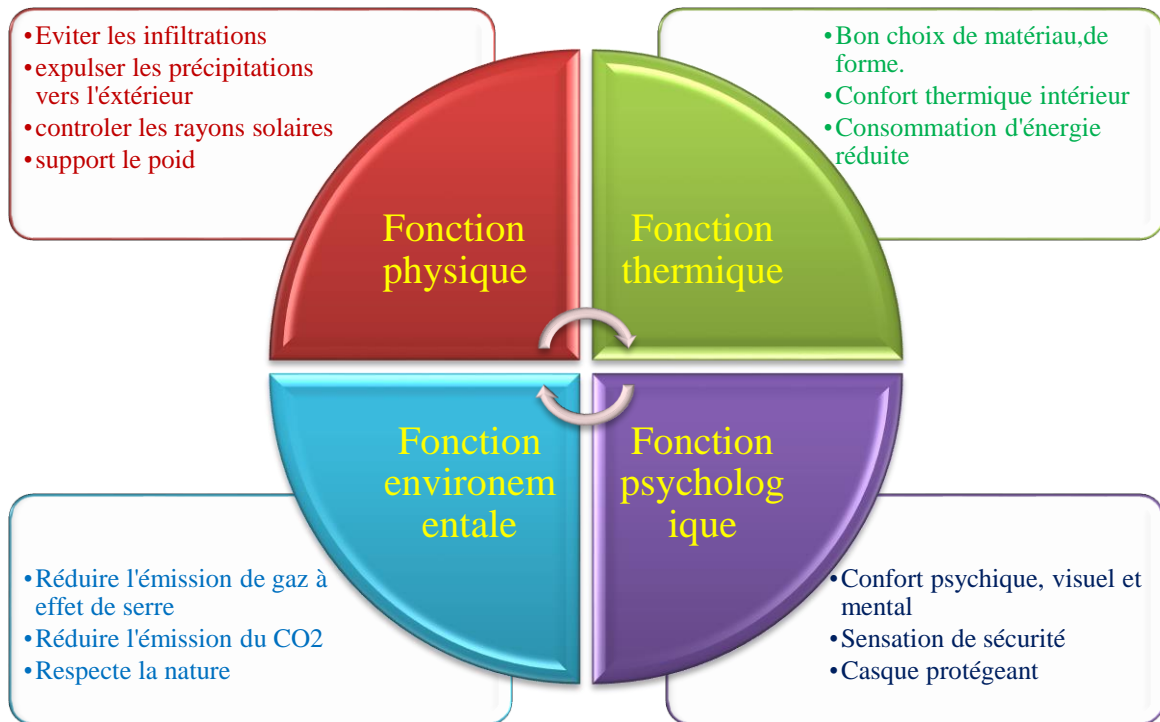 •Eviter les infiltrations
•expulser les précipitations
vers l'éxtérieur
•controler les rayons solaires
•support le poid
•Bon choix de matériau,de
forme.
•Confort thermique intérieur
•Consommation d'énergie
réduite
Fonction
physique
Fonction
thermique
Fonction
environem
entale
Fonction
psycholog
ique
•Réduire l'émission de gaz à
effet de serre
•Réduire l'émission du CO2
•Respecte la nature
•Confort psychique, visuel et
mental
•Sensation de sécurité
•Casque protégeant